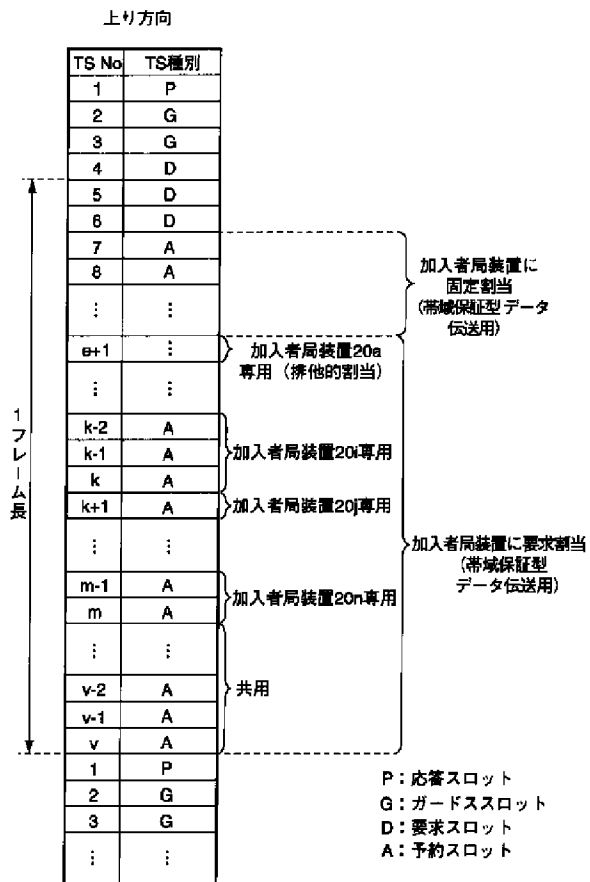 上り方向
TS No TS種別
1 P
2 G
3 G
4 D
5 D
6 D
7 A
8 A
⋮ ⋮
e+1 ⋮
⋮ ⋮
k-2 A
k-1 A
k A
k+1 A
⋮ ⋮
m-1 A
m A
⋮ ⋮
v-2 A
v-1 A
v A
1 P
2 G
3 G
⋮ ⋮
1フレーム長
加入者局装置20a
専用（排他的割当）
加入者局装置20i専用
加入者局装置20j専用
加入者局装置20n専用
共用
加入者局装置に
固定割当
(帯域保証型データ
伝送用)
加入者局装置に要求割当
(帯域保証型
データ伝送用)
P：応答スロット
G：ガードススロット
D：要求スロット
A：予約スロット